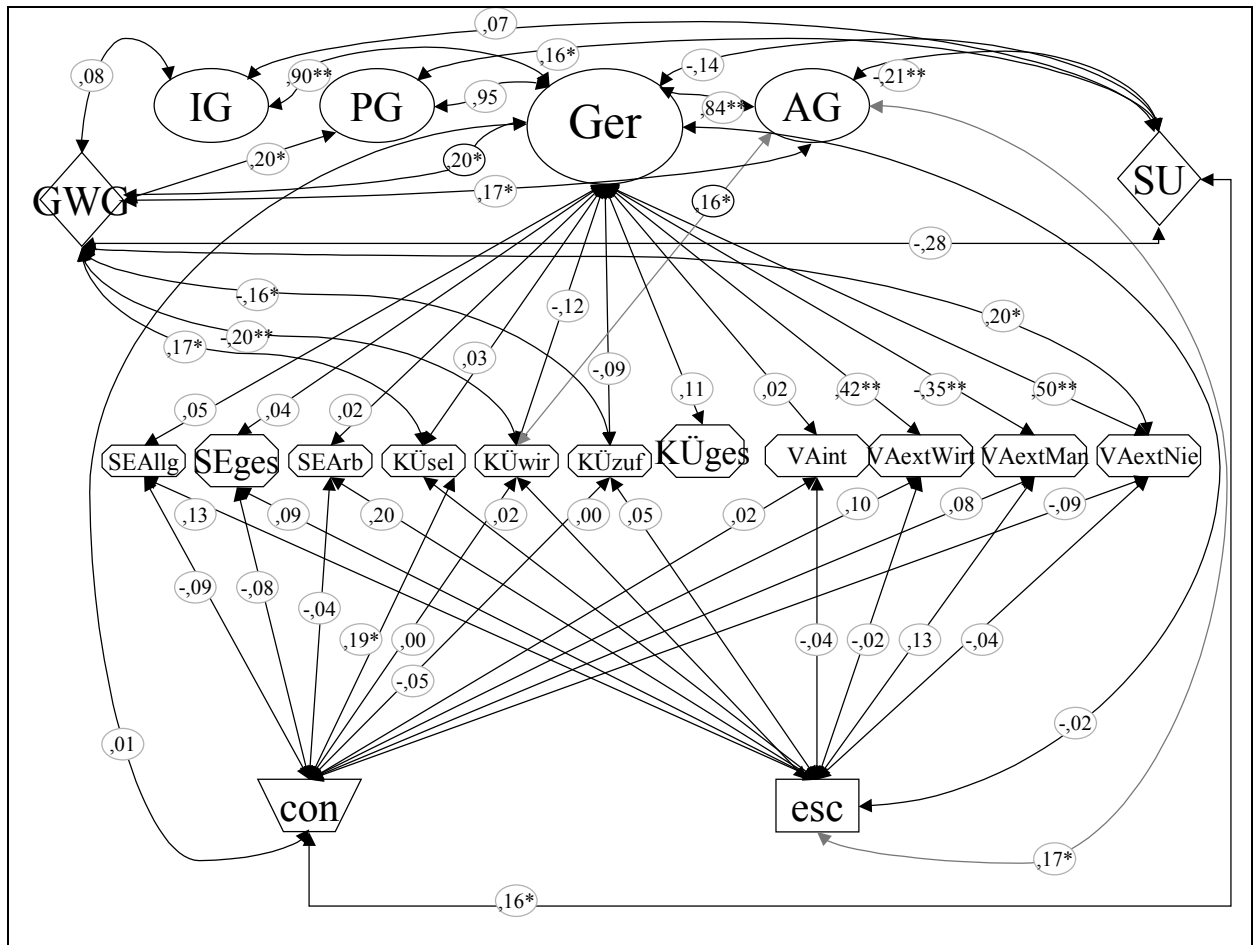 ,07
,08
,90**
,16*
-,14
-,21**
IG
PG
,95
Ger
,84**
AG
,20*
,20*
,17*
,16*
GWG
SU
-,28
-,16*
-,20**
,17*
-,12
,20*
,03
-,09
,05
,04
,02
,11
,02
,42**
-,35**
,50**
SEAllg
SEges
SEArb
KÜsel
KÜwir
KÜzuf
KÜges
VAint
VAextWirt
VAextMan
VAextNie
,13
,09
,20
,02
,00
,05
,02
,10
,08
-,09
-,09
-,08
-,04
,19*
,00
-,05
-,04
-,02
,13
-,04
,01
-,02
con
esc
,17*
,16*